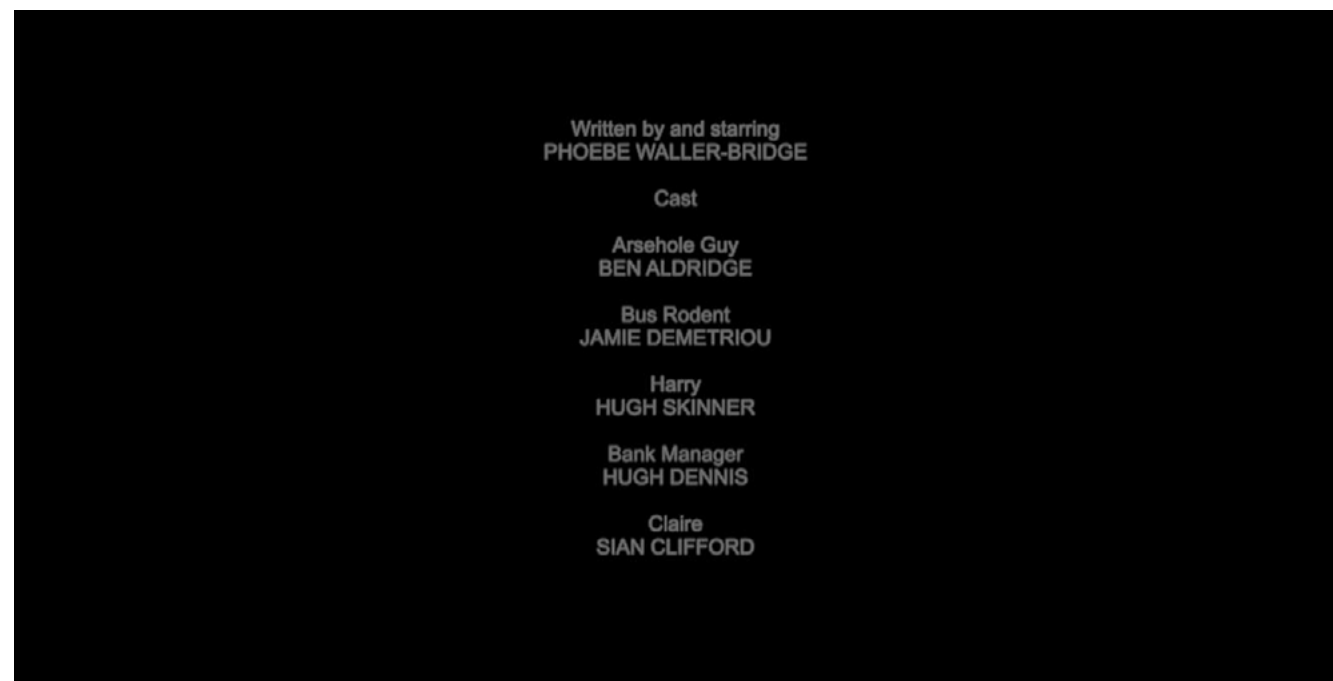 Written by and starring
PHOEBE WALLER-BRIDGE
Cast
Arsehole Guy
BEN ALDRIDGE
Bus Rodent
JAMIE DEMETRIOU
Harry
HUGH SKINNER
Bank Manager
HUGH DENNIS
Claire
SIAN CLIFFORD